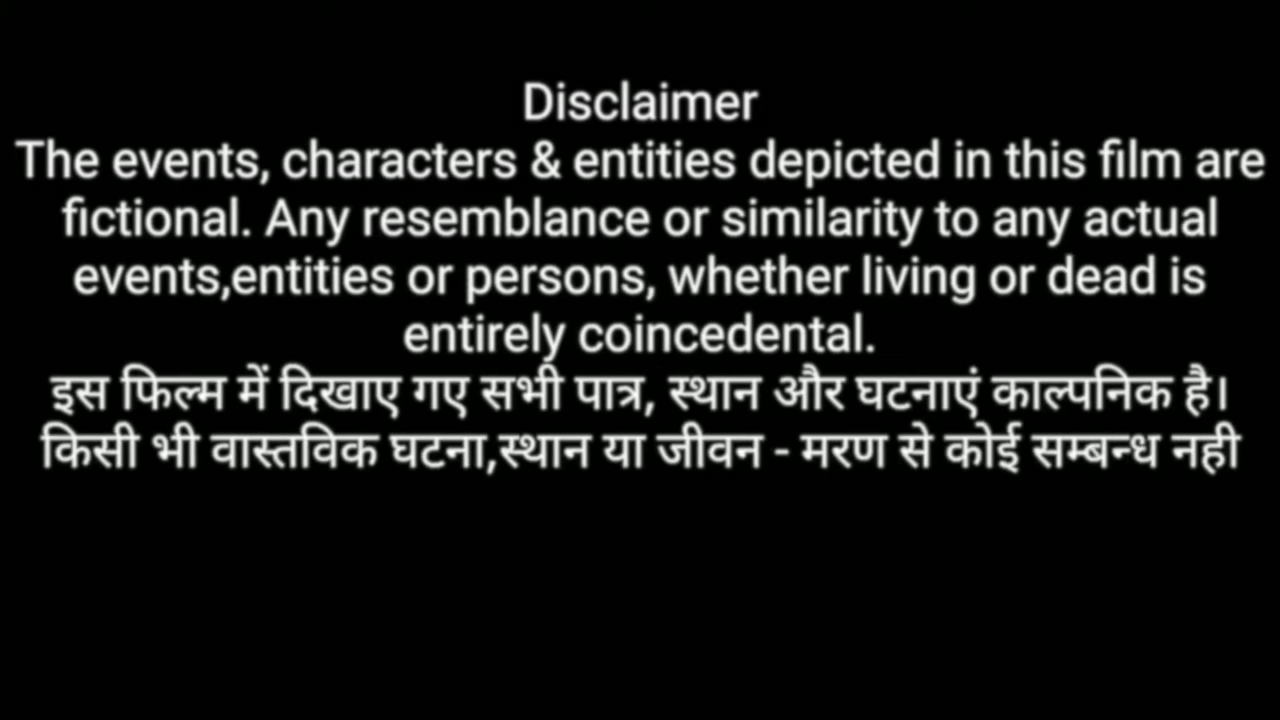 Disclaimer
The events, characters & entities depicted in this film are
fictional. Any resemblance or similarity to any actual
events,entities or persons, whether living or dead is
entirely coincedental.
इस फिल्म में दिखाए गए सभी पात्र, स्थान और घटनाएं काल्पनिक है।
किसी भी वास्तविक घटना,स्थान या जीवन - मरण से कोई सम्बन्ध नही